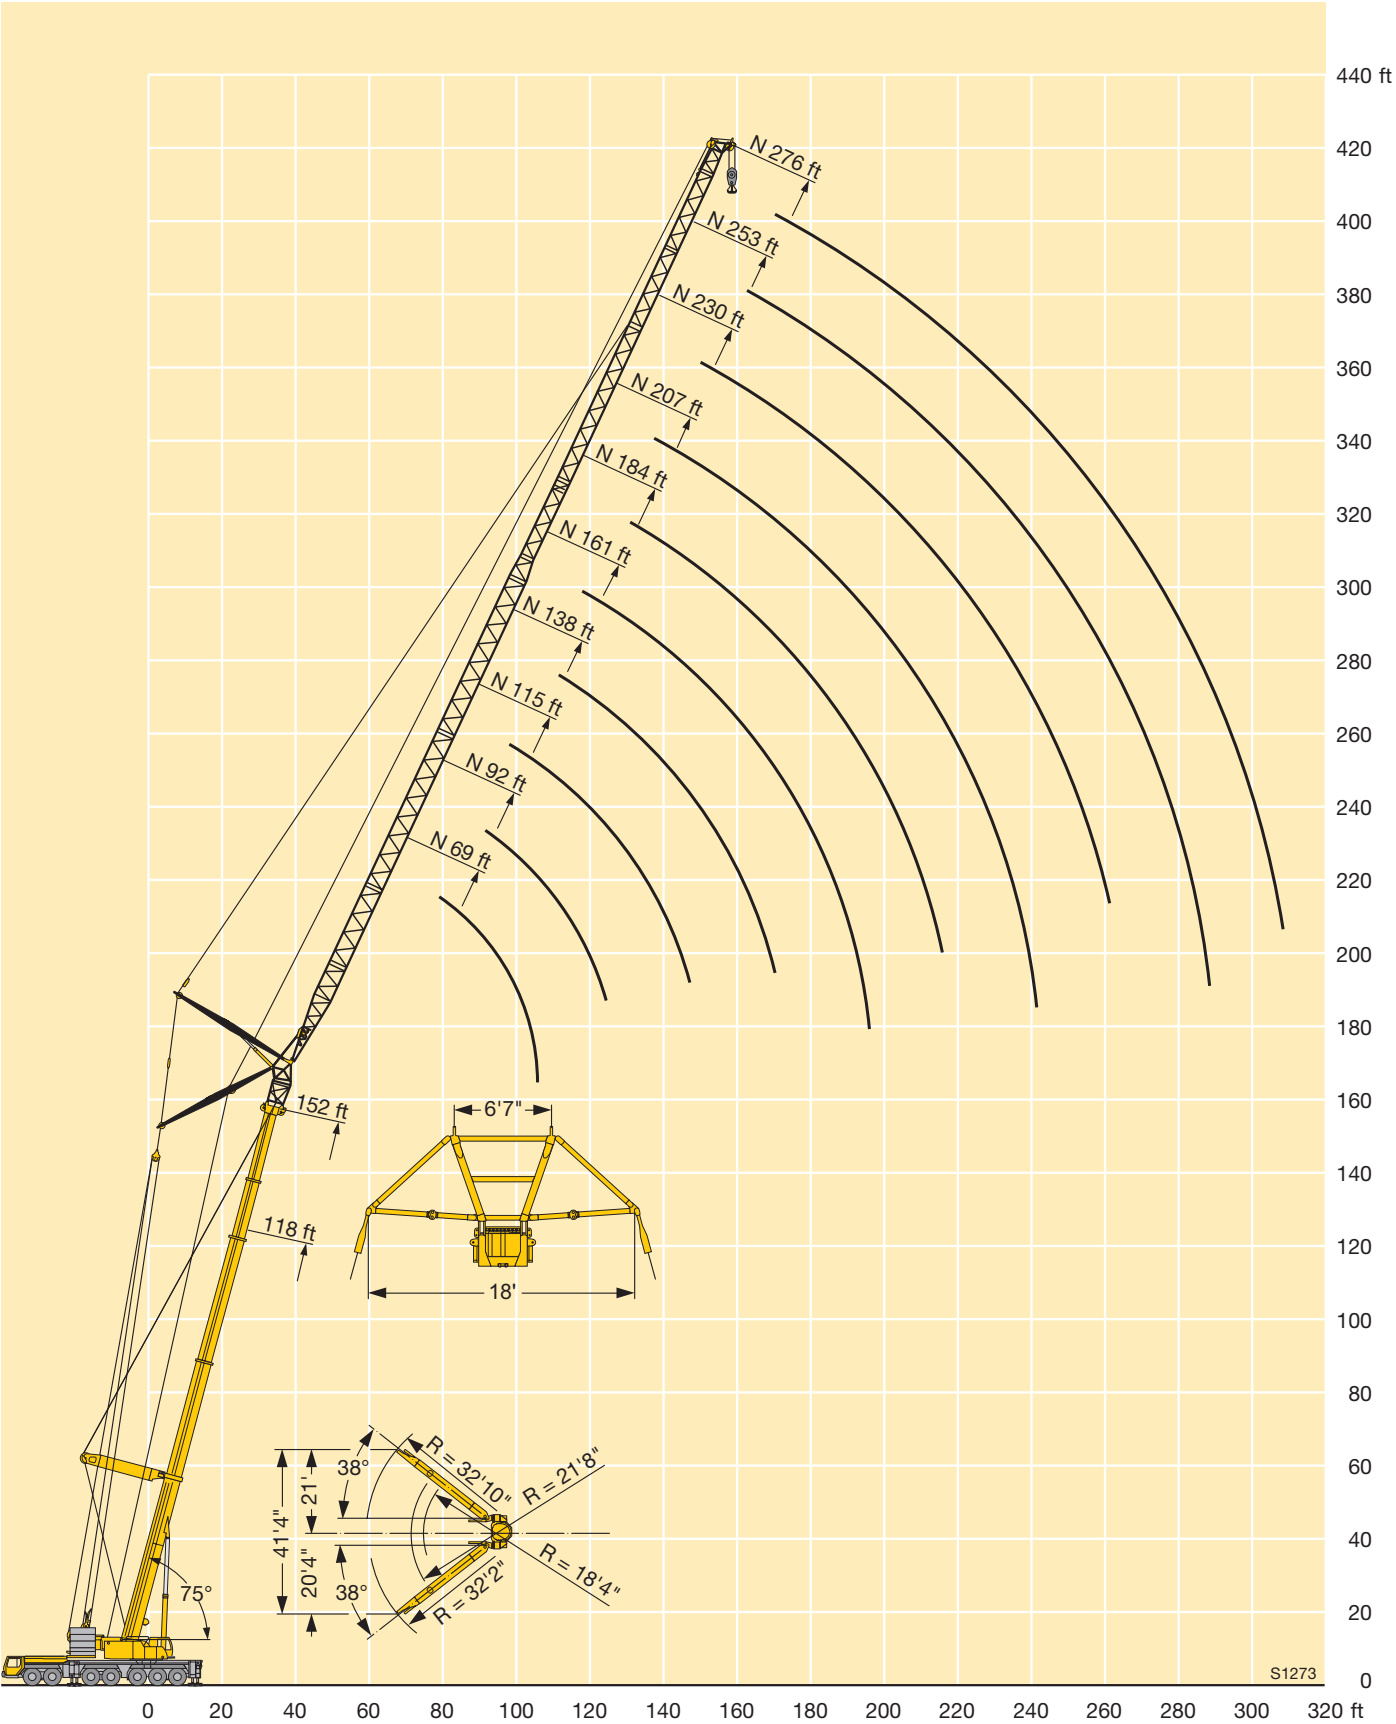 440 ft
N 276 ft
420
N 253 ft
400
N 230 ft
380
N 207 ft
360
N 184 ft
340
N 161 ft
320
N 138 ft
300
N 115 ft
280
N 92 ft
260
N 69 ft
240
220
200
180
152 ft
6'7"
160
140
118 ft
120
18'
100
80
38°
R = 32'10"
R = 21'8"
60
21'
41'4"
20'4"
40
38°
R = 32'2"
R = 18'4"
75°
20
S1273
0
0 20 40 60 80 100 120 140 160 180 200 220 240 260 280 300 320 ft